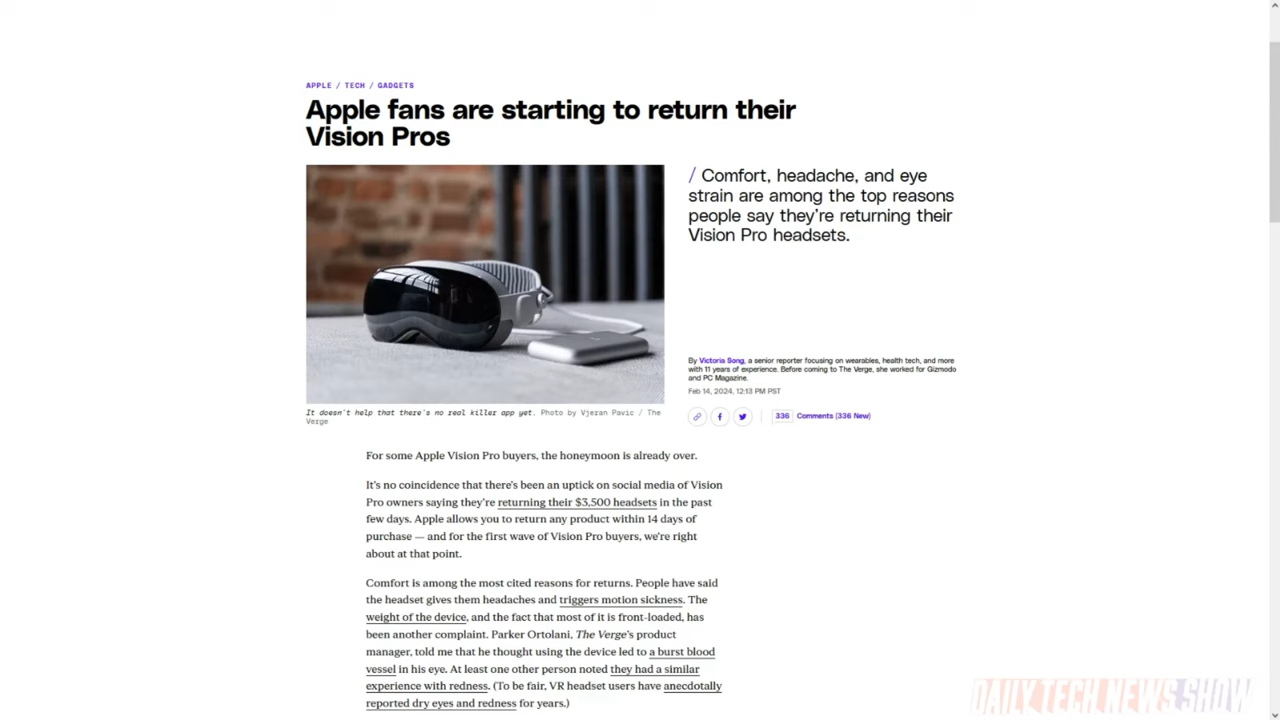 APPLE / TECH / GADGETS
Apple fans are starting to return their
Vision Pros
/ Comfort, headache, and eye
strain are among the top reasons
people say they're returning their
Vision Pro headsets.
By Victoria Song, a senior reporter focusing on wearables, health tech, and more
with 11 years of experience. Before coming to The Verge, she worked for Gizmodo
and PC Magazine.
Feb 14, 2024, 12:13 PM PST
336 Comments (336 New)
It doesn't help that there's no real killer app yet. Photo by Vjeran Pavic / The
Verge
For some Apple Vision Pro buyers, the honeymoon is already over.
It's no coincidence that there's been an uptick on social media of Vision
Pro owners saying they're returning their $3,500 headsets in the past
few days. Apple allows you to return any product within 14 days of
purchase — and for the first wave of Vision Pro buyers, we're right
about at that point.
Comfort is among the most cited reasons for returns. People have said
the headset gives them headaches and triggers motion sickness. The
weight of the device, and the fact that most of it is front-loaded, has
been another complaint. Parker Ortolani, The Verge's product
manager, told me that he thought using the device led to a burst blood
vessel in his eye. At least one other person noted they had a similar
experience with redness. (To be fair, VR headset users have anecdotally
reported dry eyes and redness for years.)
DAILY TECH NEWS SHOW